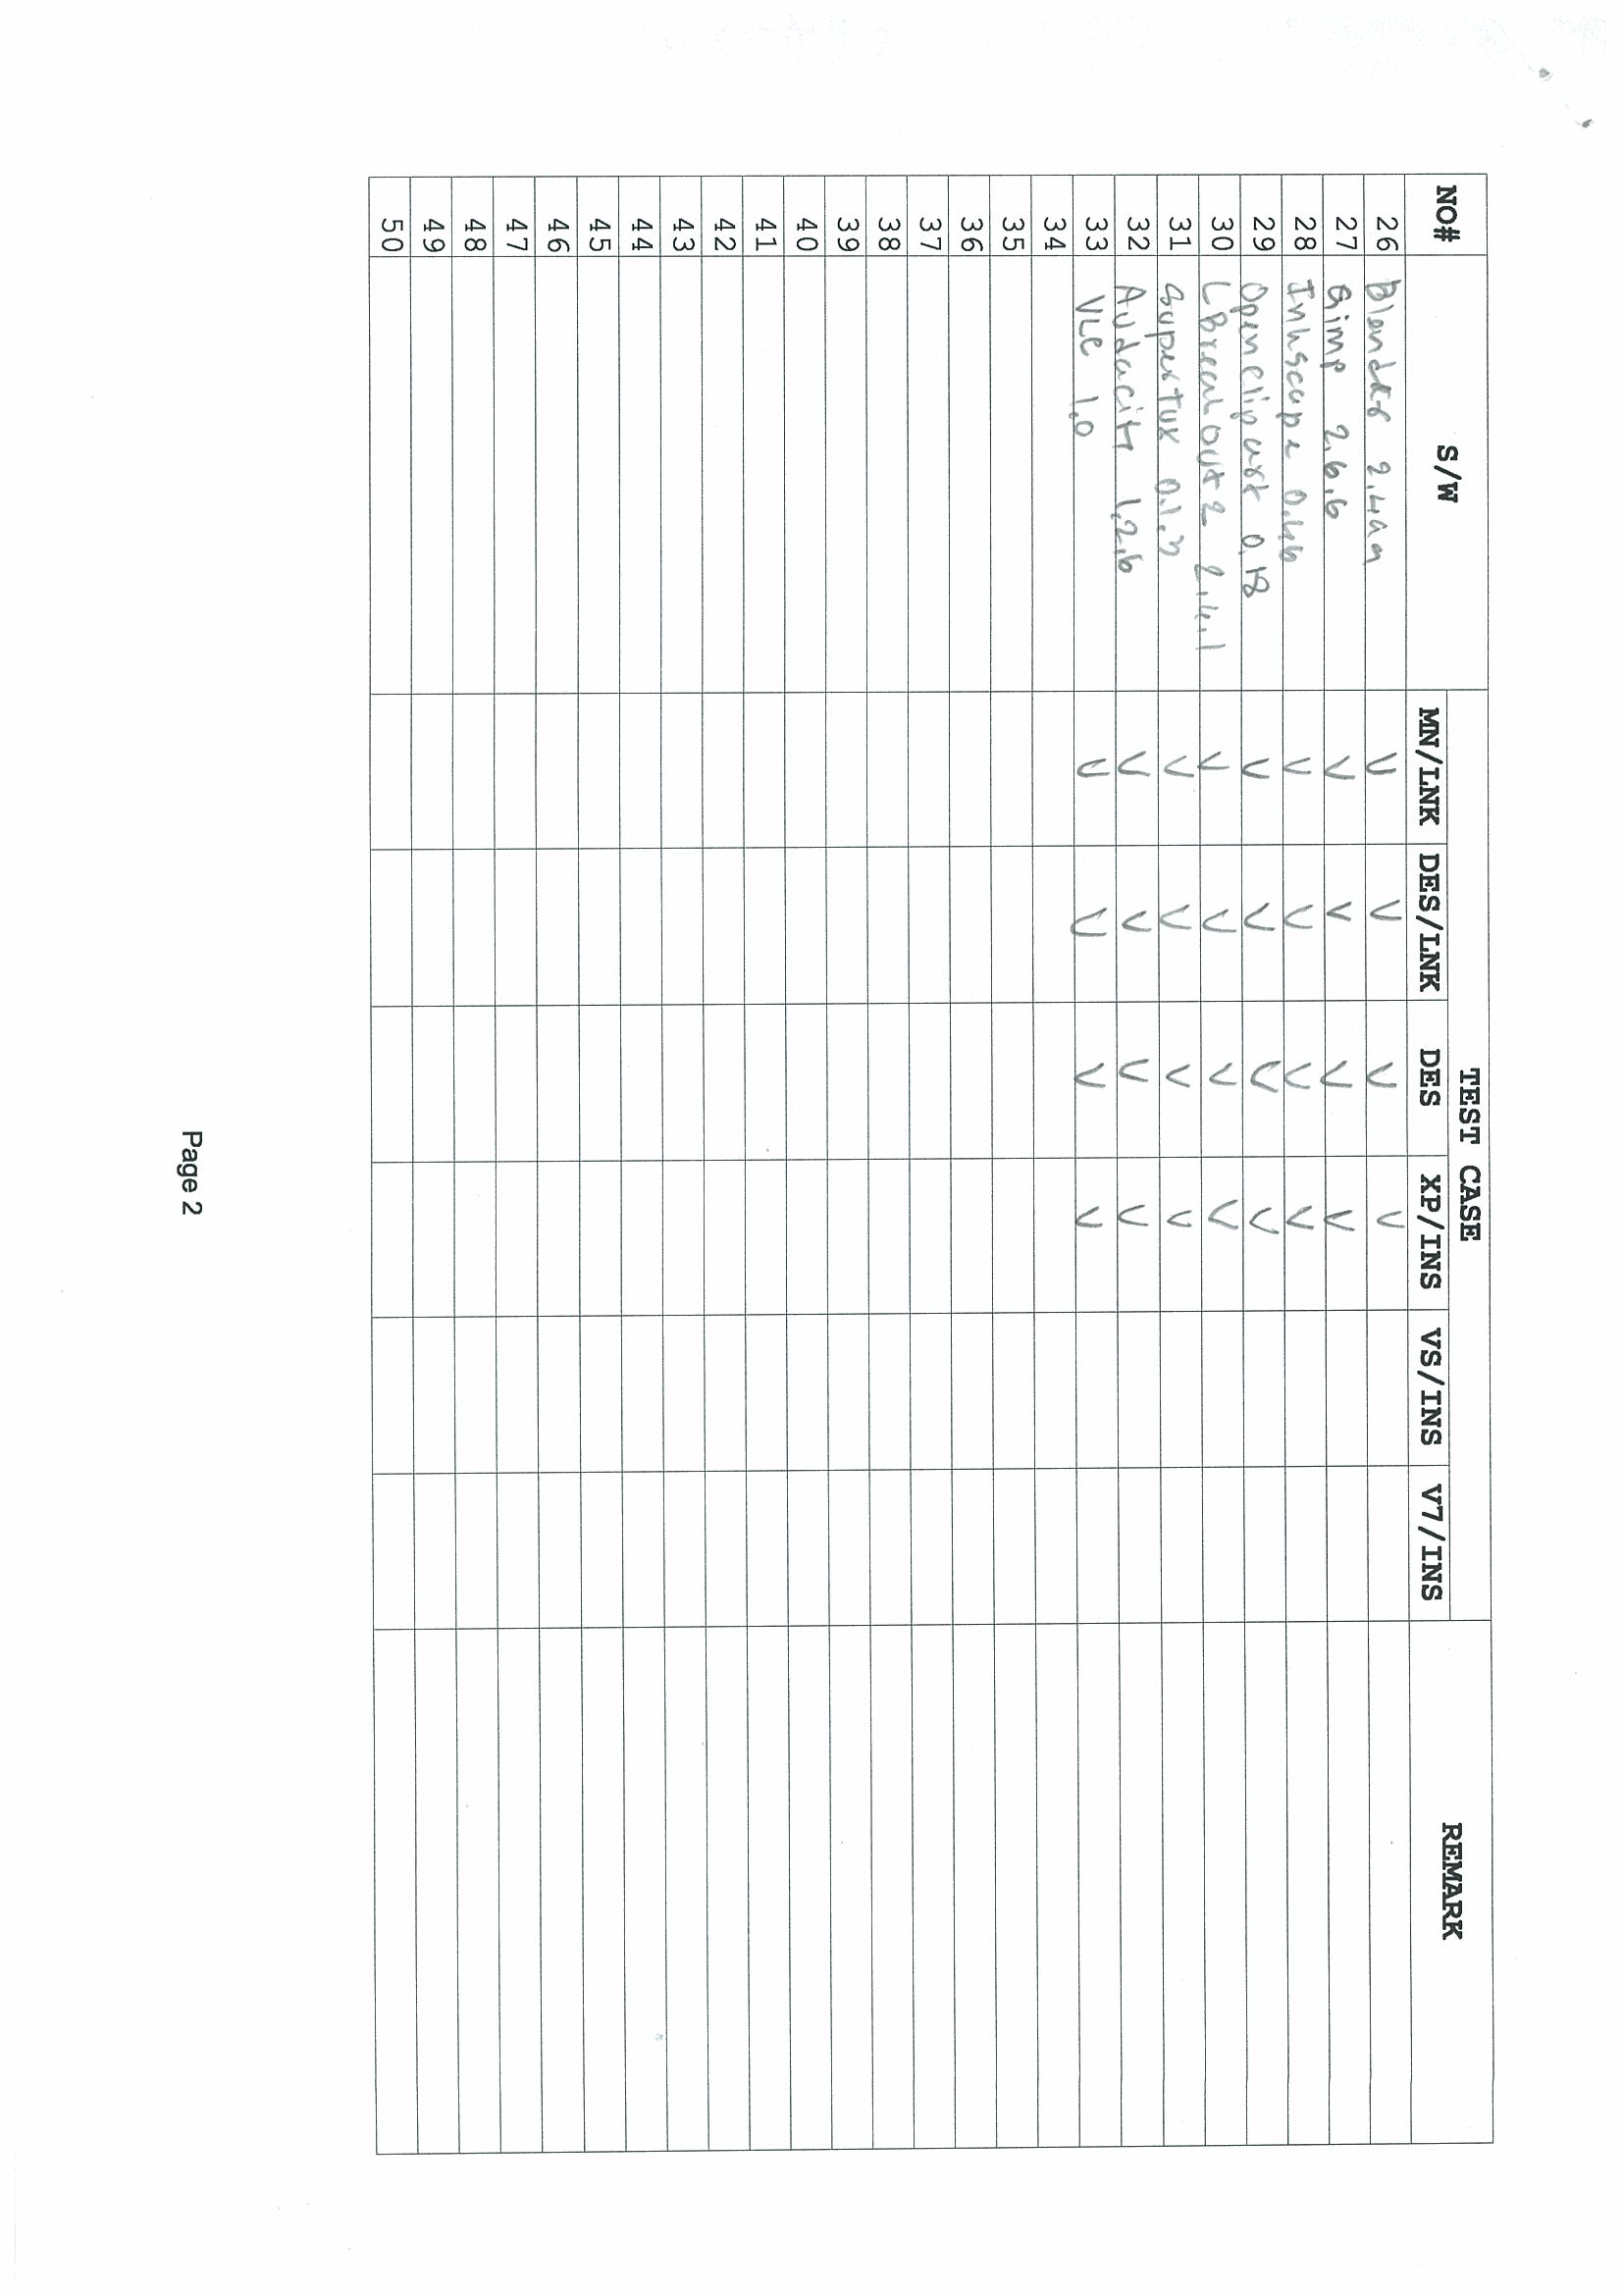 NO# S/W TEST CASE REMARK
MN/LNK DES/LNK DES XP/INS VS/INS V7/INS
26 Blender 2.49a ✓ ✓ ✓ ✓
27 Gimp 2.6.6 ✓ ✓ ✓ ✓
28 Inkscape 0.46 ✓ ✓ ✓ ✓
29 Openclipart 0.18 ✓ ✓ ✓ ✓
30 LBreakout2 2.4.1 ✓ ✓ ✓ ✓
31 SuperTux 0.1.3 ✓ ✓ ✓ ✓
32 Audacity 1.2.6 ✓ ✓ ✓ ✓
33 VLC 1.0 ✓ ✓ ✓ ✓
34
35
36
37
38
39
40
41
42
43
44
45
46
47
48
49
50
Page 2